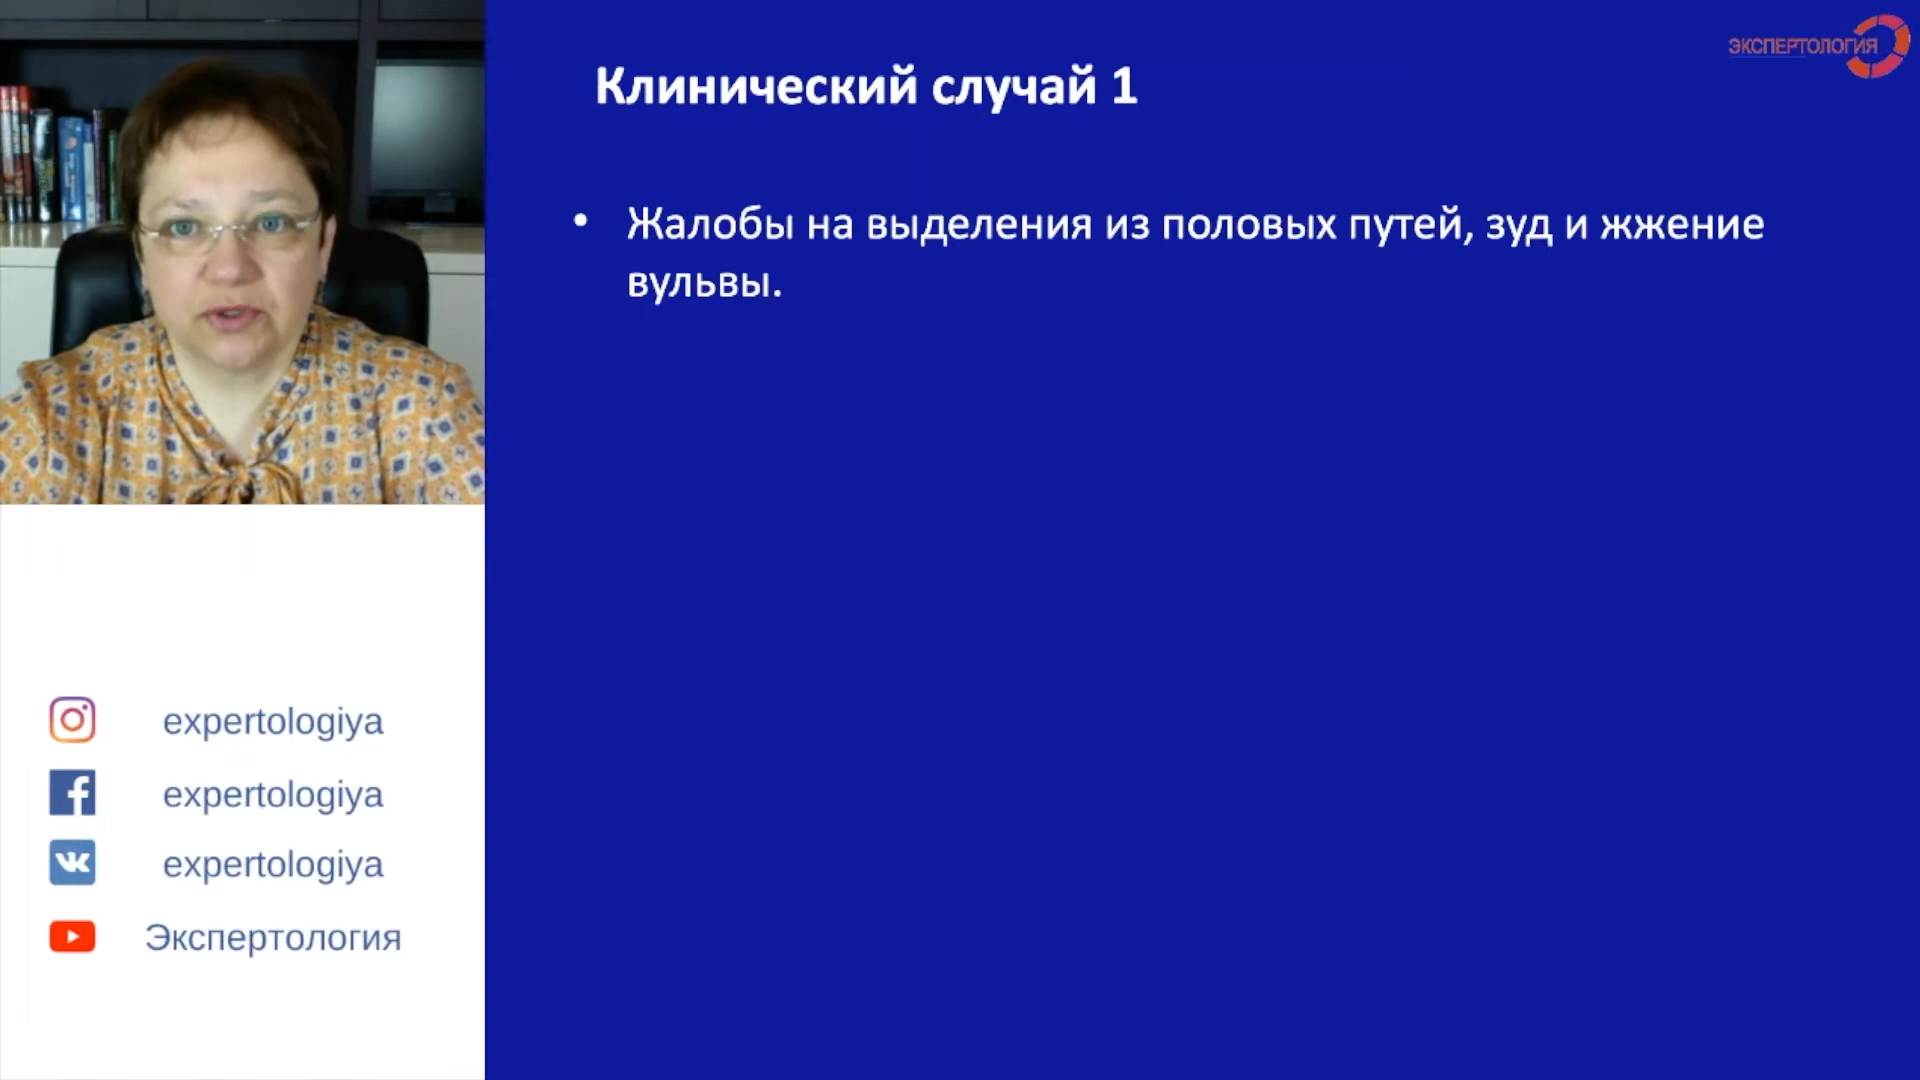 ЭКСПЕРТОЛОГИЯ
Клинический случай 1
• Жалобы на выделения из половых путей, зуд и жжение
вульвы.
expertologiya
expertologiya
expertologiya
Экспертология